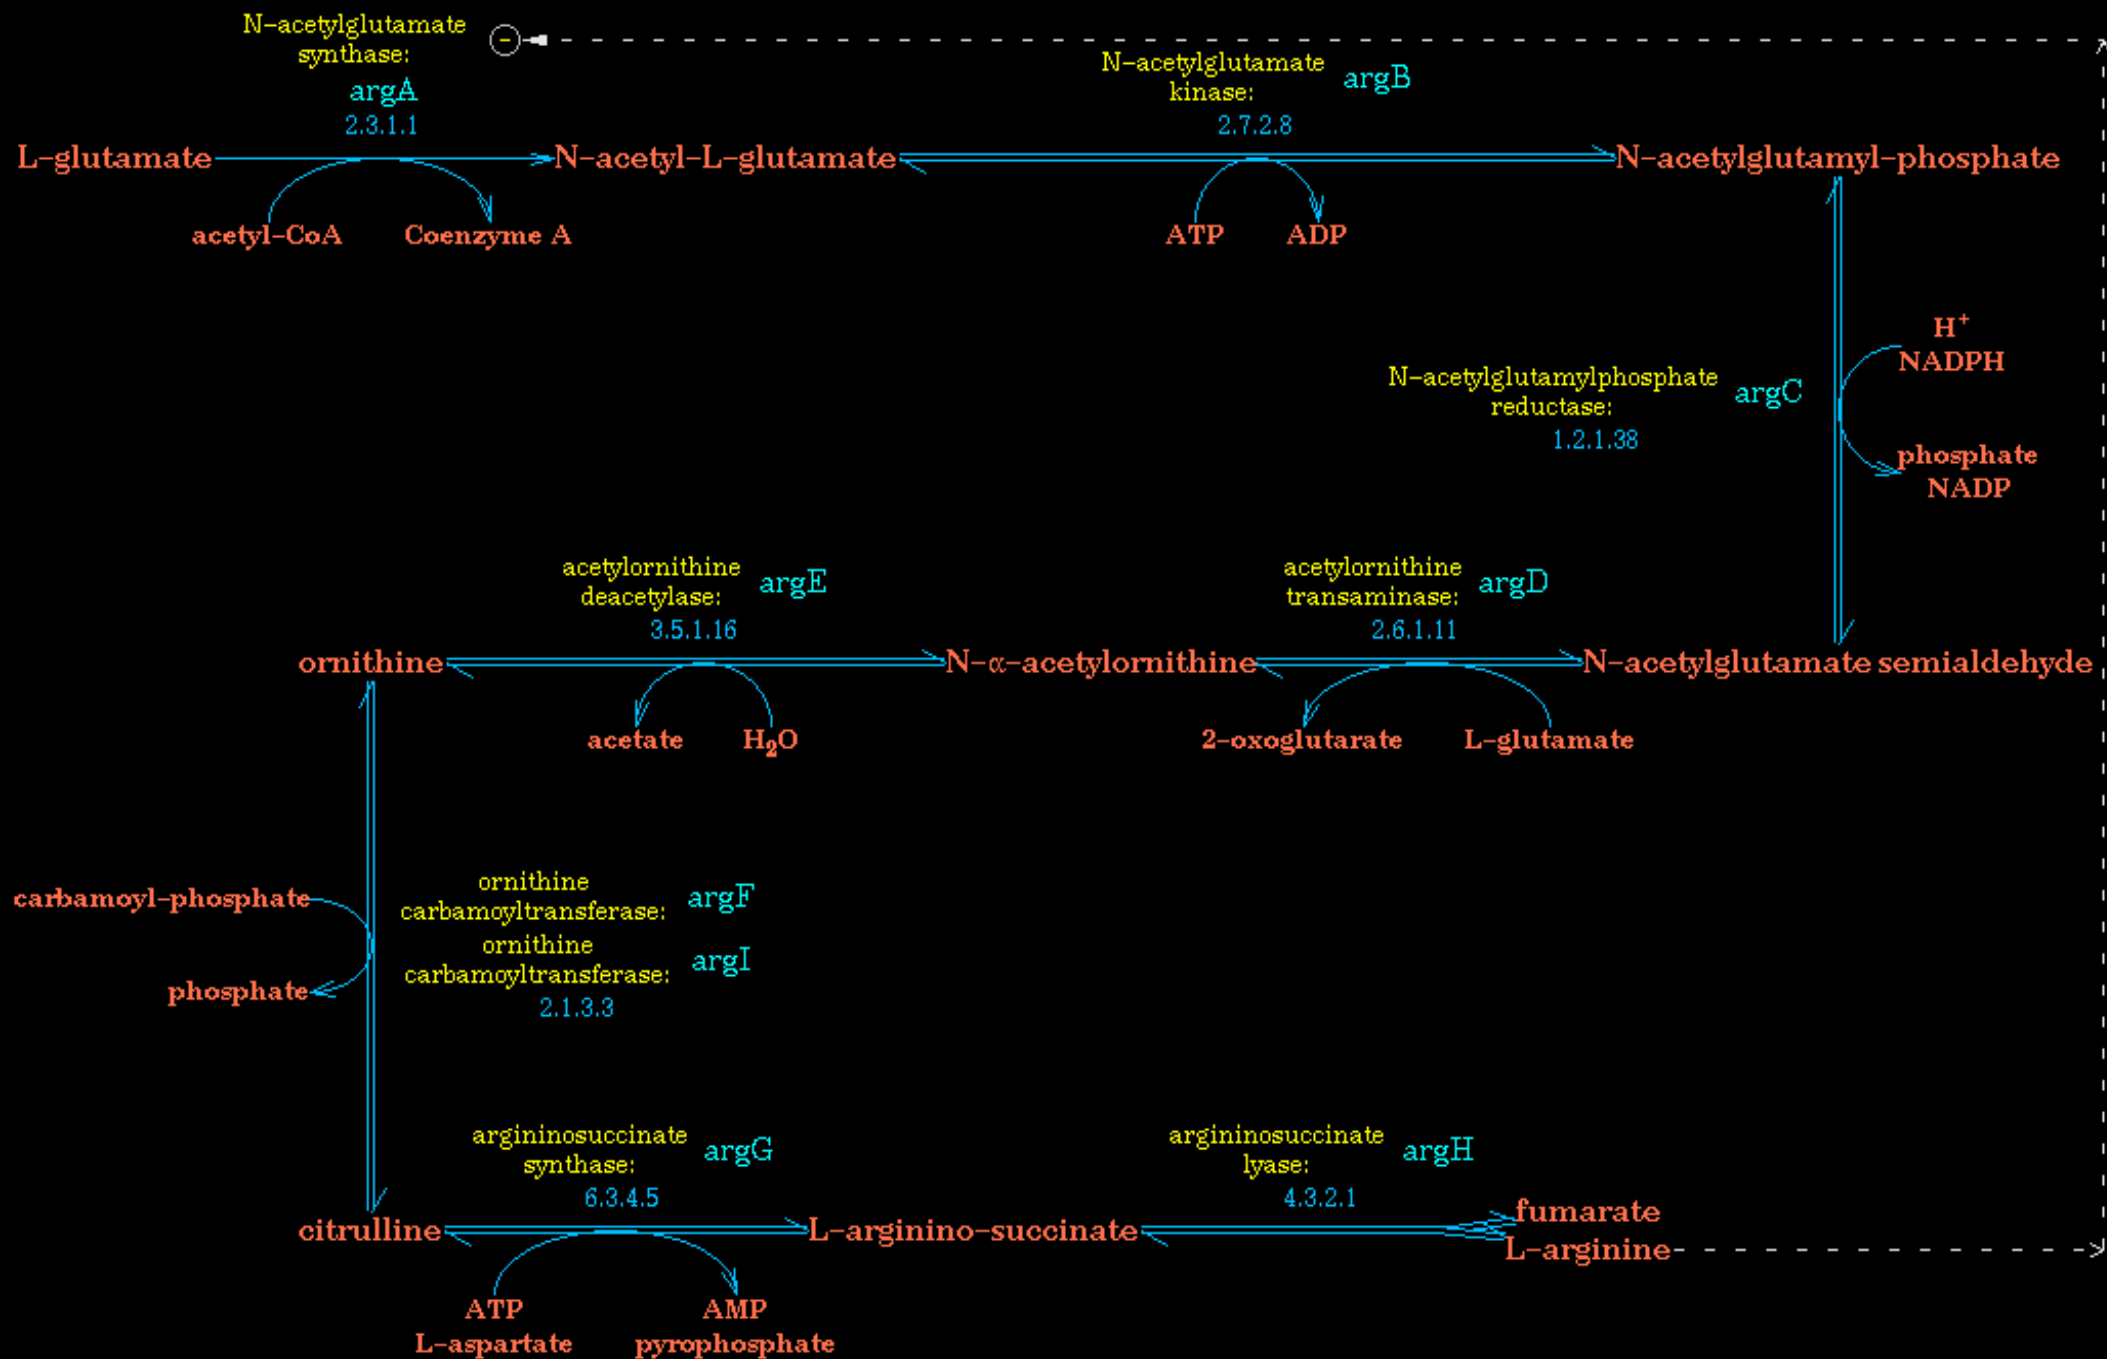 N-acetylglutamate
synthase:
argA
2.3.1.1
-
N-acetylglutamate
kinase:
argB
2.7.2.8
L-glutamate
N-acetyl-L-glutamate
N-acetylglutamyl-phosphate
acetyl-CoA
Coenzyme A
ATP
ADP
H+
NADPH
N-acetylglutamylphosphate
reductase:
argC
1.2.1.38
phosphate
NADP
acetylornithine
deacetylase:
argE
3.5.1.16
acetylornithine
transaminase:
argD
2.6.1.11
ornithine
N-α-acetylornithine
N-acetylglutamate semialdehyde
acetate
H2O
2-oxoglutarate
L-glutamate
carbamoyl-phosphate
ornithine
carbamoyltransferase:
argF
ornithine
carbamoyltransferase:
argI
2.1.3.3
phosphate
argininosuccinate
synthase:
argG
6.3.4.5
argininosuccinate
lyase:
argH
4.3.2.1
citrulline
L-arginino-succinate
fumarate
L-arginine
ATP
L-aspartate
AMP
pyrophosphate